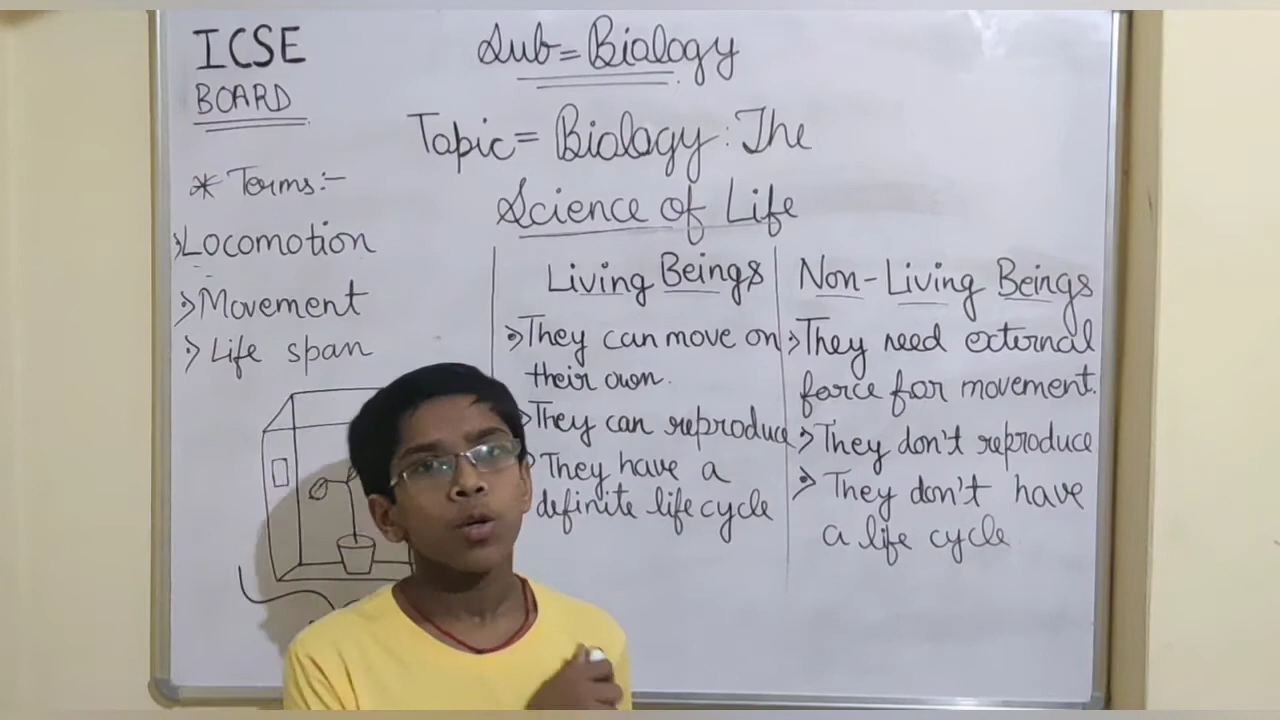 ICSE
BOARD
Sub = Biology
Topic = Biology : The
Science of Life
* Terms:-
Locomotion
Movement
Life span
Living Beings
They can move on
their own.
They can reproduce
They have a
definite life cycle
Non-Living Beings
They need external
force for movement.
They don't reproduce
They don't have
a life cycle